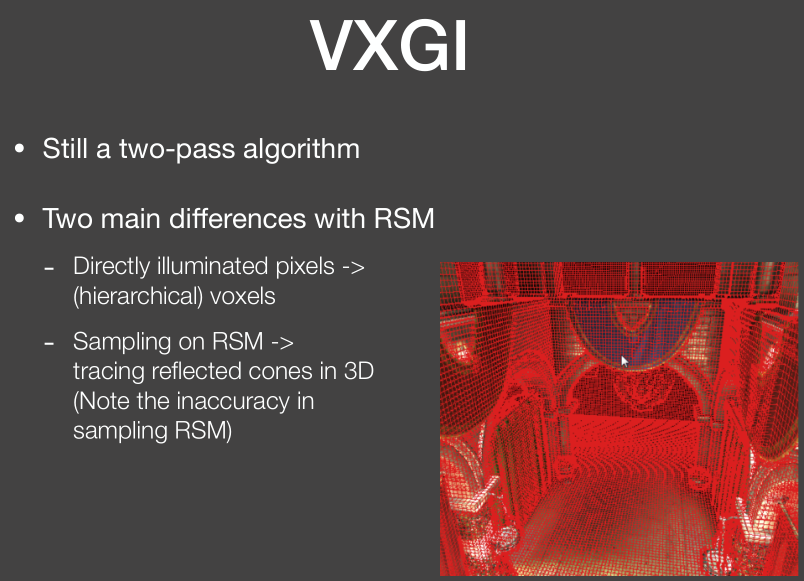 VXGI
• Still a two-pass algorithm
• Two main differences with RSM
- Directly illuminated pixels ->
(hierarchical) voxels
- Sampling on RSM ->
tracing reflected cones in 3D
(Note the inaccuracy in
sampling RSM)